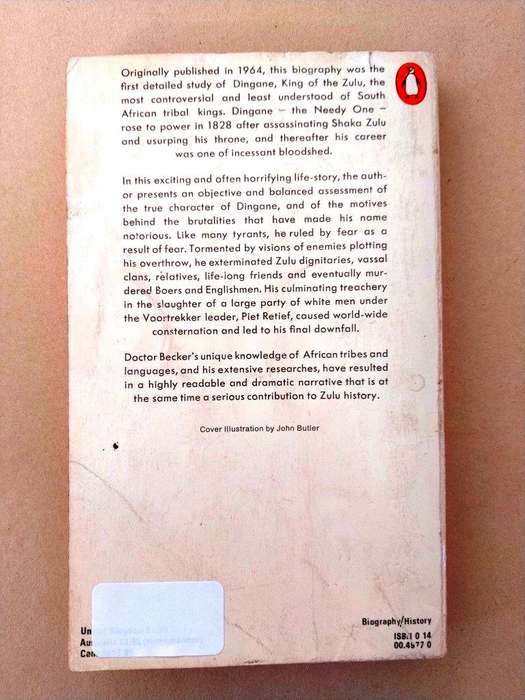 Originally published in 1964, this biography was the
first detailed study of Dingane, King of the Zulu, the
most controversial and least understood of South
African tribal kings. Dingane – the Needy One –
rose to power in 1828 after assassinating Shaka Zulu
and usurping his throne, and thereafter his career
was one of incessant bloodshed.
In this exciting and often horrifying life-story, the auth-
or presents an objective and balanced assessment of
the true character of Dingane, and of the motives
behind the brutalities that have made his name
notorious. Like many tyrants, he ruled by fear as a
result of fear. Tormented by visions of enemies plotting
his overthrow, he exterminated Zulu dignitaries, vassal
clans, relatives, life-long friends and eventually mur-
dered Boers and Englishmen. His culminating treachery
in the slaughter of a large party of white men under
the Voortrekker leader, Piet Retief, caused world-wide
consternation and led to his final downfall.
Doctor Becker's unique knowledge of African tribes and
languages, and his extensive researches, have resulted
in a highly readable and dramatic narrative that is at
the same time a serious contribution to Zulu history.
Cover Illustration by John Butler
Biography/History
ISBN 0 14
Un
Aus
Can